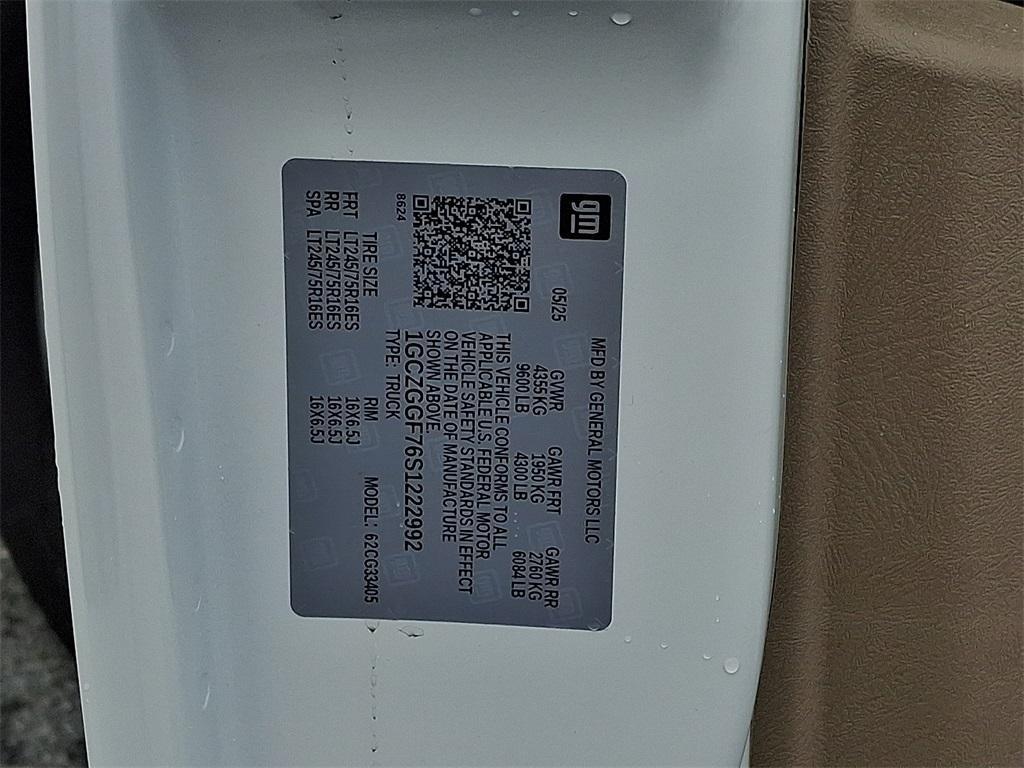 gm
MFD BY GENERAL MOTORS LLC
05/25
GVWR GAWR FRT GAWR RR
4355 KG 1950 KG 2760 KG
9600 LB 4300 LB 6084 LB
THIS VEHICLE CONFORMS TO ALL
APPLICABLE U.S. FEDERAL MOTOR
VEHICLE SAFETY STANDARDS IN EFFECT
ON THE DATE OF MANUFACTURE
SHOWN ABOVE.
1GCZGGF76S1222992
8624
TYPE: TRUCK
MODEL: 62CG33405
TIRE SIZE RIM
FRT LT245/75R16ES 16X6.5J
RR LT245/75R16ES 16X6.5J
SPA LT245/75R16ES 16X6.5J